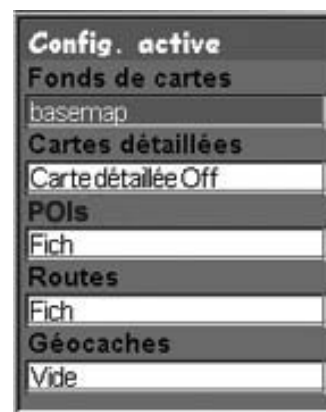 Config. active
Fonds de cartes
basemap
Cartes détaillées
Carte détaillée Off
POIs
Fich
Routes
Fich
Géocaches
Vide